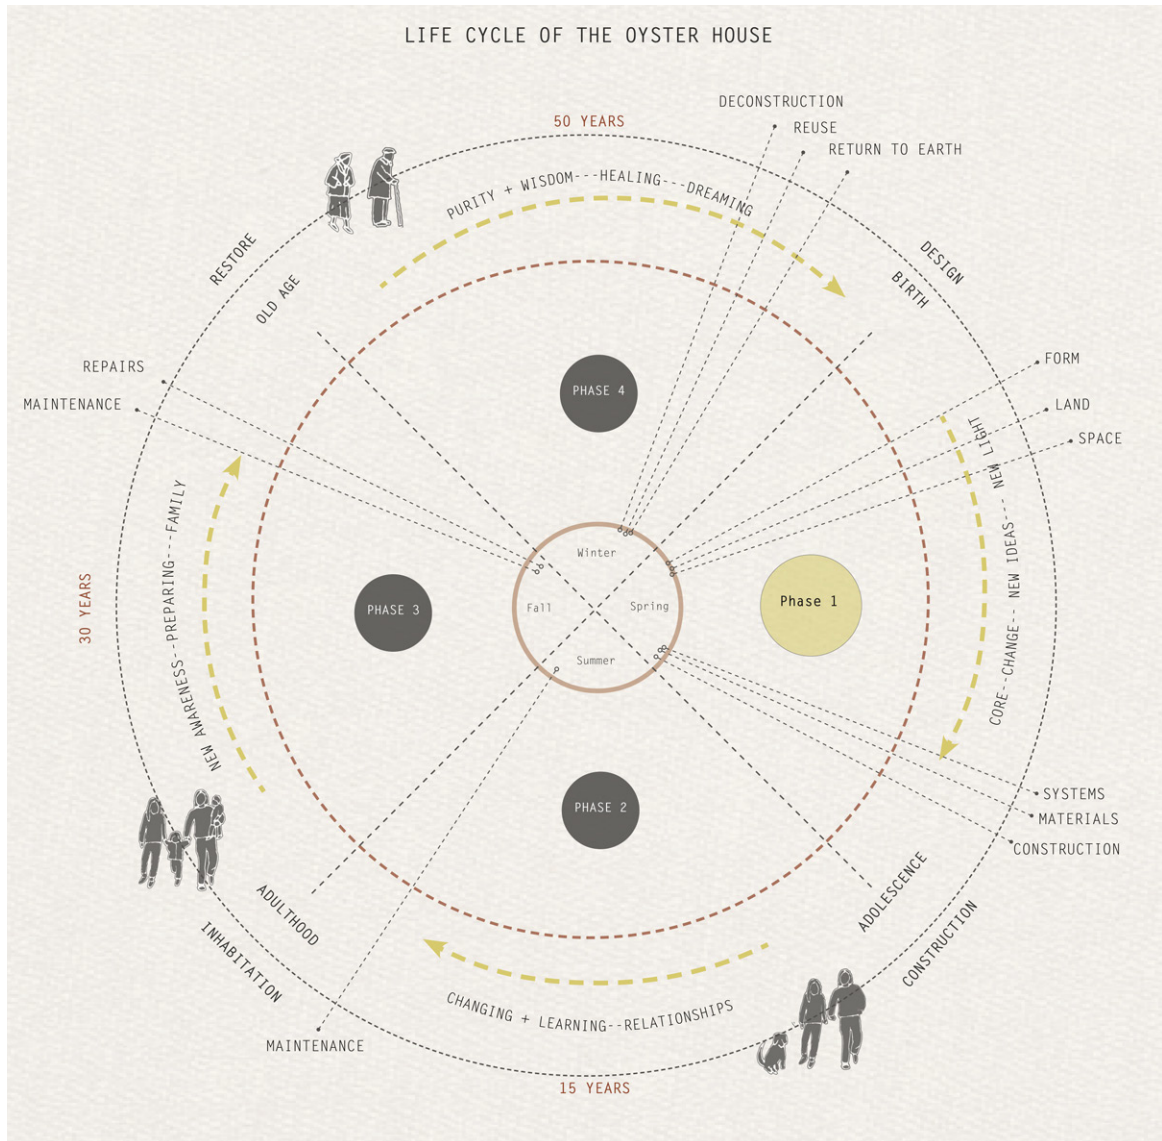 LIFE CYCLE OF THE OYSTER HOUSE
50 YEARS
DECONSTRUCTION
REUSE
RETURN TO EARTH
PURITY + WISDOM---HEALING---DREAMING
RESTORE
OLD AGE
DESIGN
BIRTH
REPAIRS
MAINTENANCE
FORM
LAND
SPACE
PHASE 4
NEW AWARENESS--PREPARING---FAMILY
CORE--CHANGE-- NEW IDEAS --- NEW LIGHT
Winter
Fall
Spring
Summer
PHASE 3
Phase 1
30 YEARS
PHASE 2
SYSTEMS
MATERIALS
CONSTRUCTION
ADULTHOOD
INHABITATION
ADOLESCENCE
CONSTRUCTION
CHANGING + LEARNING--RELATIONSHIPS
MAINTENANCE
15 YEARS